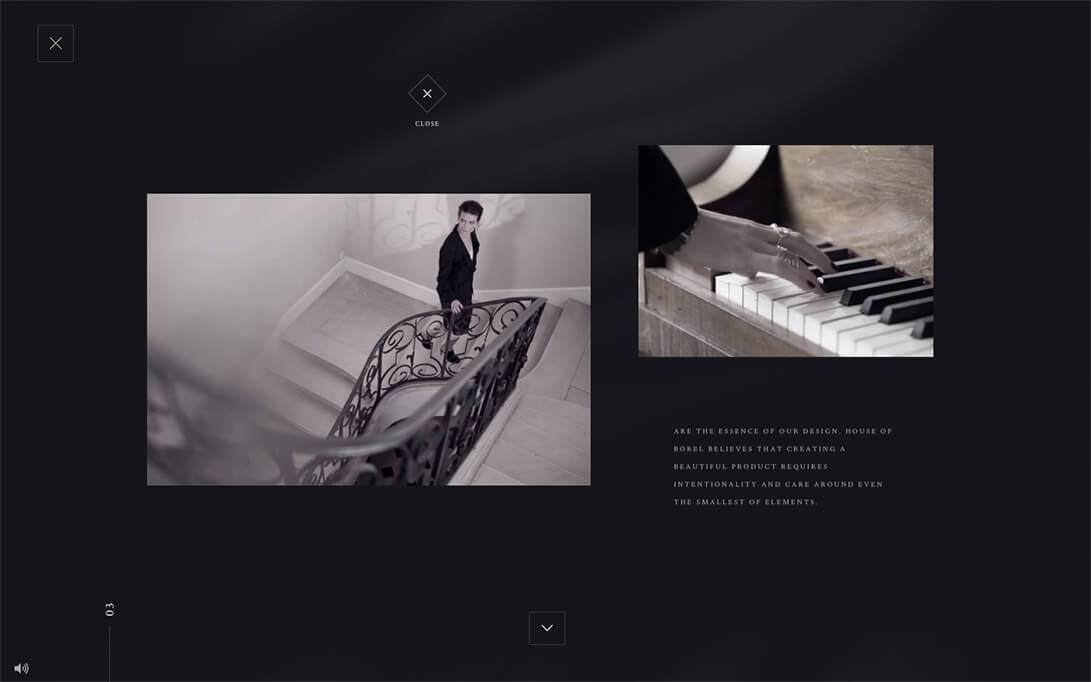 CLOSE
ARE THE ESSENCE OF OUR DESIGN. HOUSE OF
BOREL BELIEVES THAT CREATING A
BEAUTIFUL PRODUCT REQUIRES
INTENTIONALITY AND CARE AROUND EVEN
THE SMALLEST OF ELEMENTS.
03